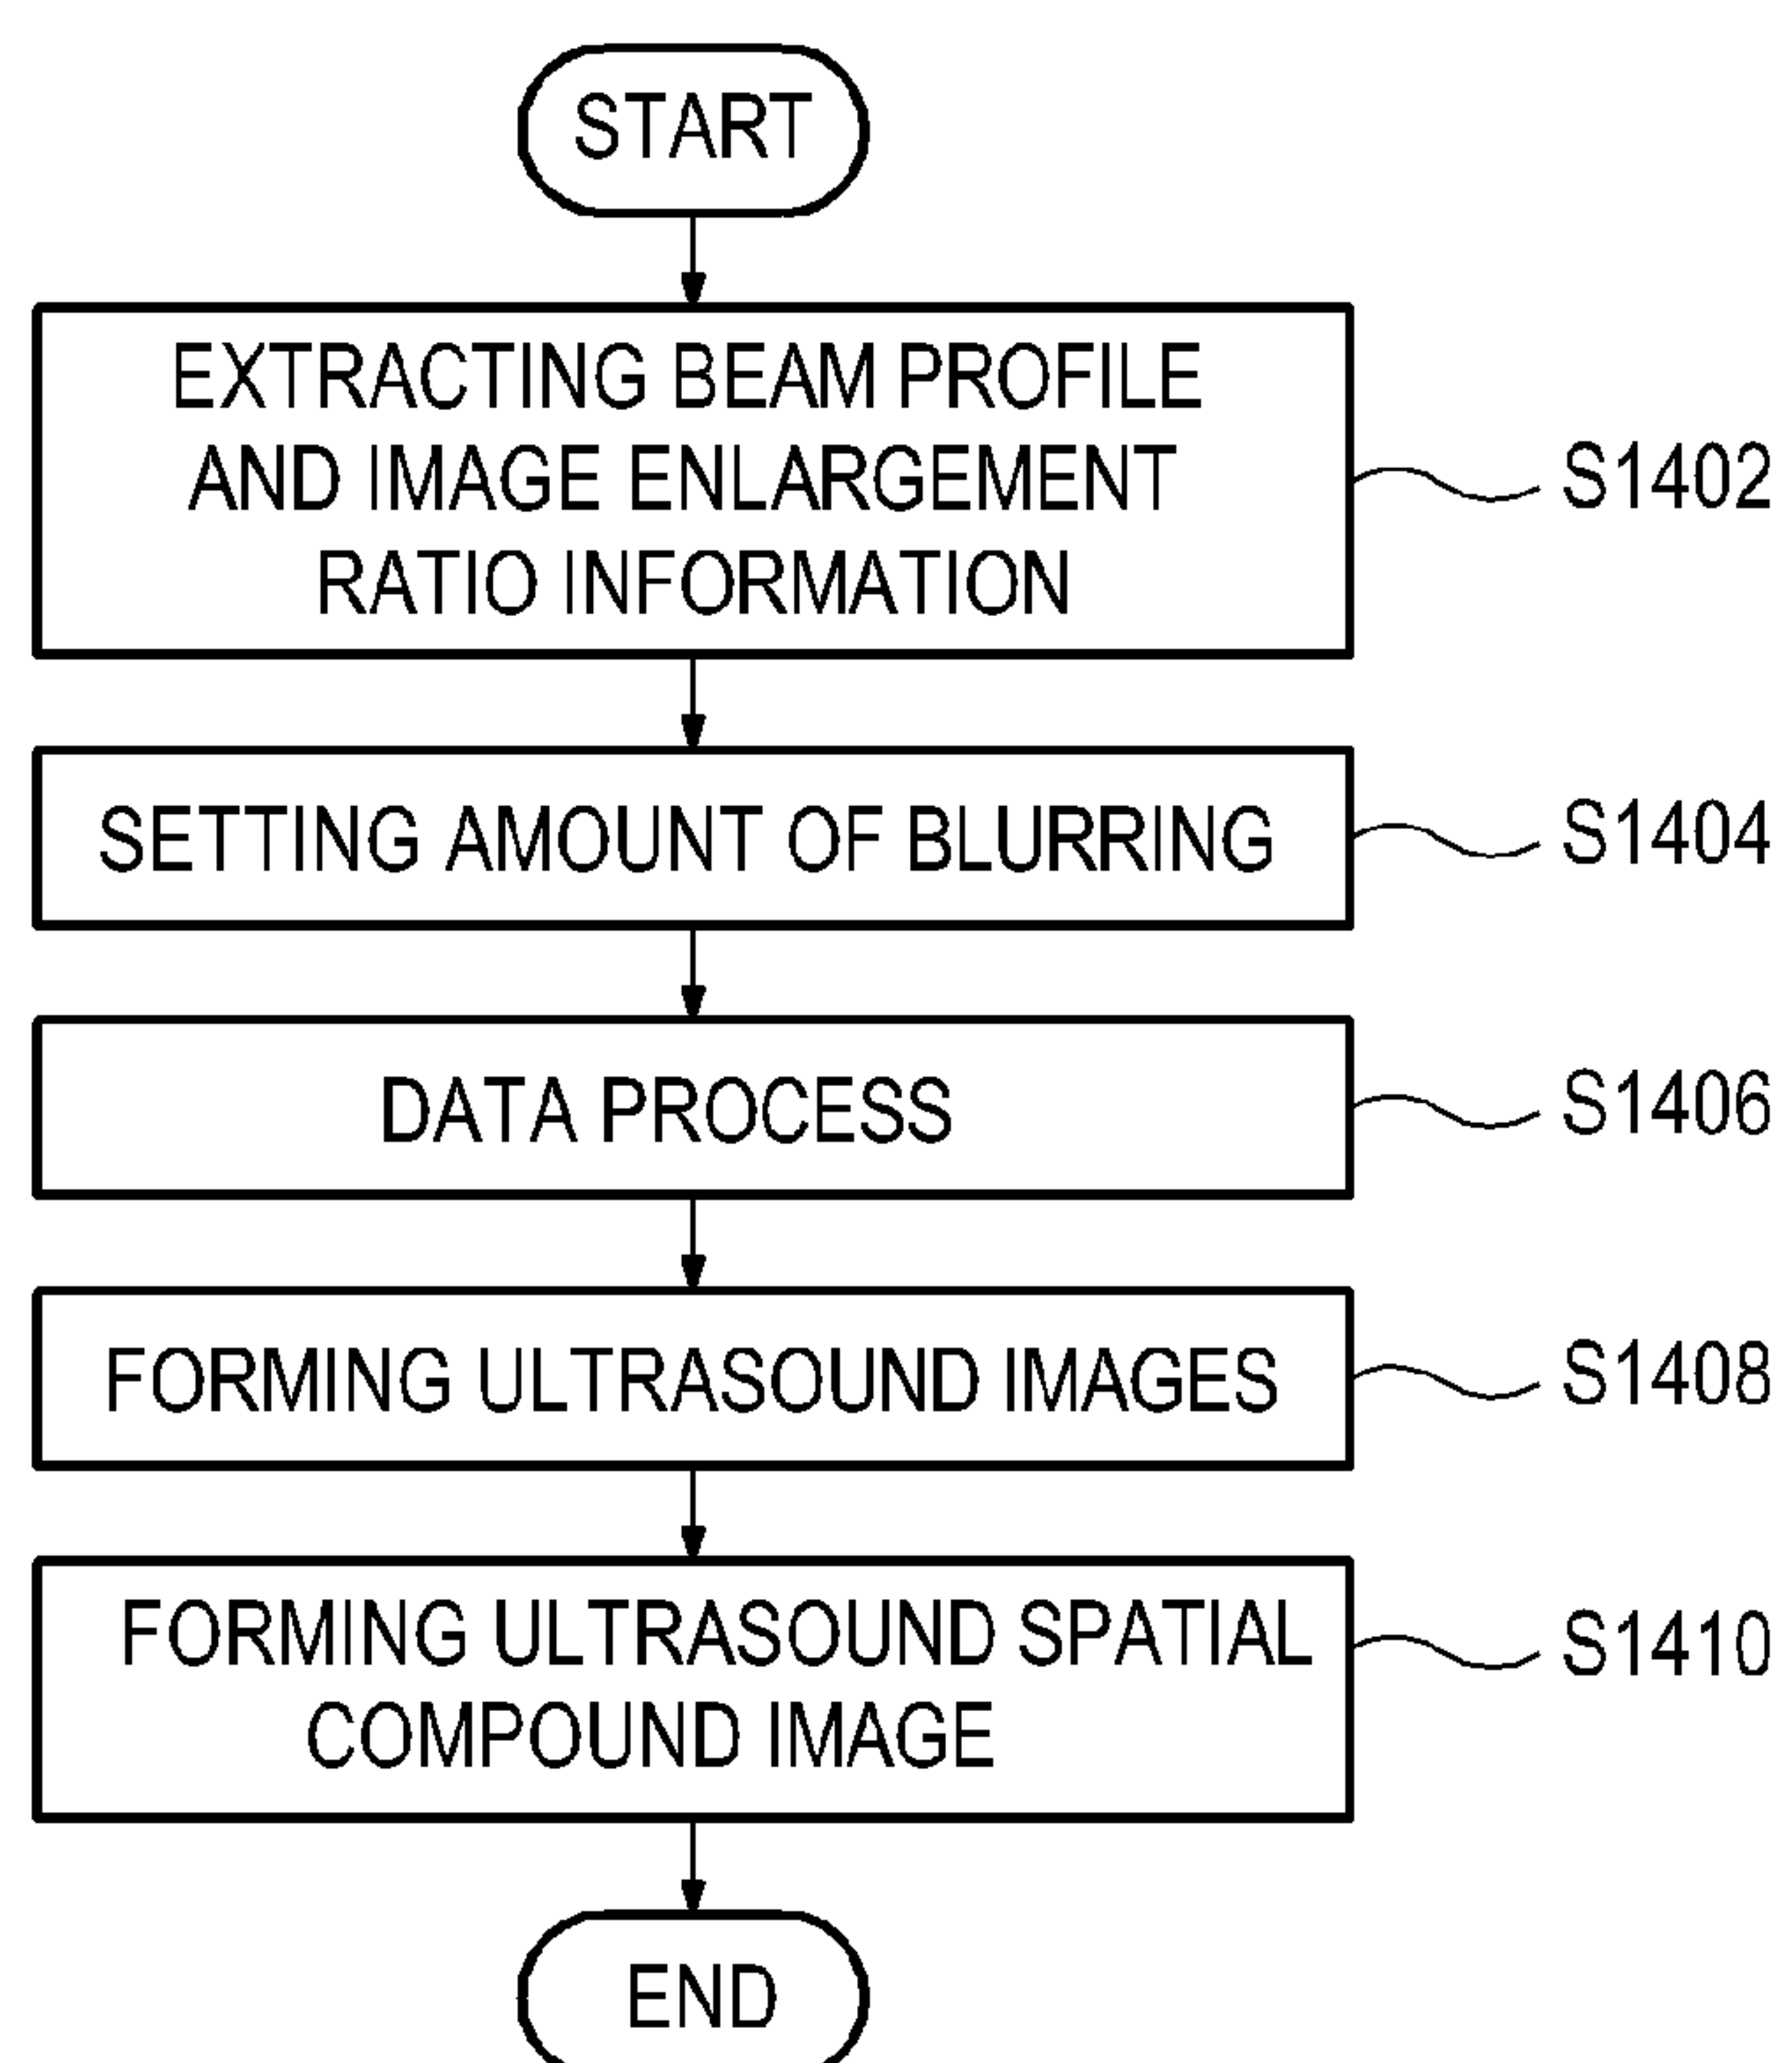 START
EXTRACTING BEAM PROFILE
AND IMAGE ENLARGEMENT
RATIO INFORMATION
S1402
SETTING AMOUNT OF BLURRING
S1404
DATA PROCESS
S1406
FORMING ULTRASOUND IMAGES
S1408
FORMING ULTRASOUND SPATIAL
COMPOUND IMAGE
S1410
END